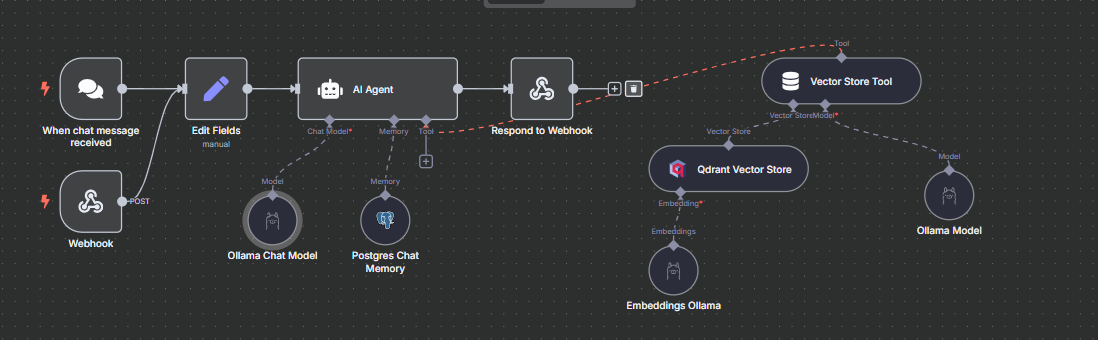 Tool
AI Agent
Vector Store Tool
When chat message
received
Edit Fields
manual
Chat Model*
Memory
Tool
Respond to Webhook
Vector Store
Model*
Vector Store
POST
Qdrant Vector Store
Model
Model
Memory
Embedding*
Webhook
Ollama Chat Model
Postgres Chat
Memory
Embeddings
Ollama Model
Embeddings Ollama